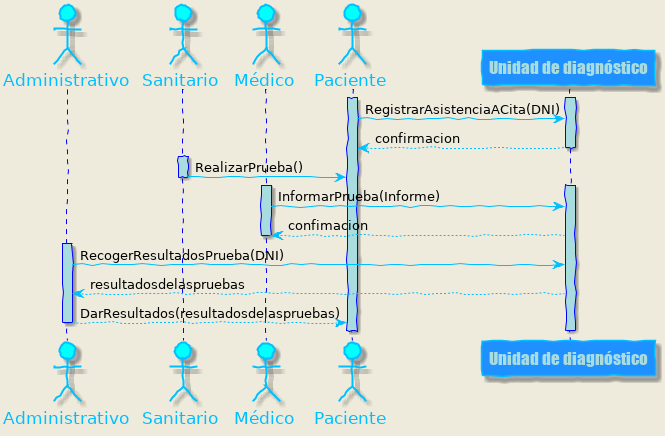 Administrativo Sanitario Médico Paciente Unidad de diagnóstico
RegistrarAsistenciaACita(DNI)
confirmacion
RealizarPrueba()
InformarPrueba(Informe)
confimacion
RecogerResultadosPrueba(DNI)
resultadosdelaspruebas
DarResultados(resultadosdelaspruebas)
Administrativo Sanitario Médico Paciente Unidad de diagnóstico